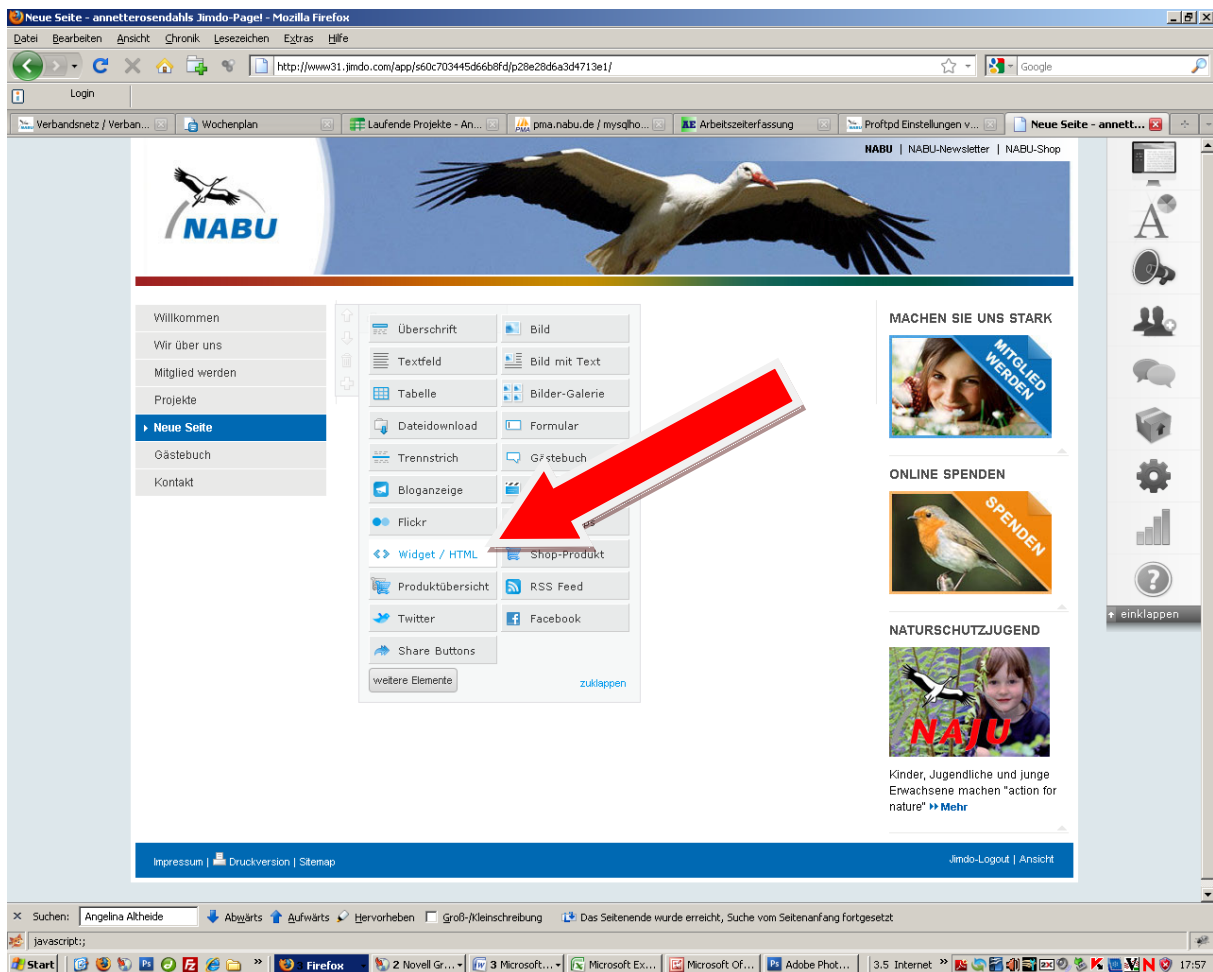 Neue Seite - annetterosendahls Jimdo-Page! - Mozilla Firefox
Datei Bearbeiten Ansicht Chronik Lesezeichen Extras Hilfe
http://www31.jimdo.com/app/s60c703445d66b8fd/p28e28d6a3d4713e1/
Google
Login
Verbandsnetz / Verban... Wochenplan Laufende Projekte - An... pma.nabu.de / mysqlho... Arbeitszeiterfassung Proftpd Einstellungen v... Neue Seite - annett...
NABU | NABU-Newsletter | NABU-Shop
NABU
Willkommen
Wir über uns
Mitglied werden
Projekte
Neue Seite
Gästebuch
Kontakt
Überschrift Bild
Textfeld Bild mit Text
Tabelle Bilder-Galerie
Dateidownload Formular
Trennstrich Gästebuch
Bloganzeige
Flickr
Widget / HTML Shop-Produkt
Produktübersicht RSS Feed
Twitter Facebook
Share Buttons
weitere Elemente zuklappen
MACHEN SIE UNS STARK
MITGLIED
WERDEN
ONLINE SPENDEN
SPENDEN
NATURSCHUTZJUGEND
NAJU
Kinder, Jugendliche und junge
Erwachsene machen "action for
nature" Mehr
einklappen
Impressum | Druckversion | Sitemap
Jimdo-Logout | Ansicht
Suchen: Angelina Altheide Abwärts Aufwärts Hervorheben Groß-/Kleinschreibung Das Seitenende wurde erreicht, Suche vom Seitenanfang fortgesetzt
javascript:;
Start 3 Firefox 2 Novell Gr... 3 Microsoft... Microsoft Ex... Microsoft Of... Adobe Phot... 3.5 Internet 17:57